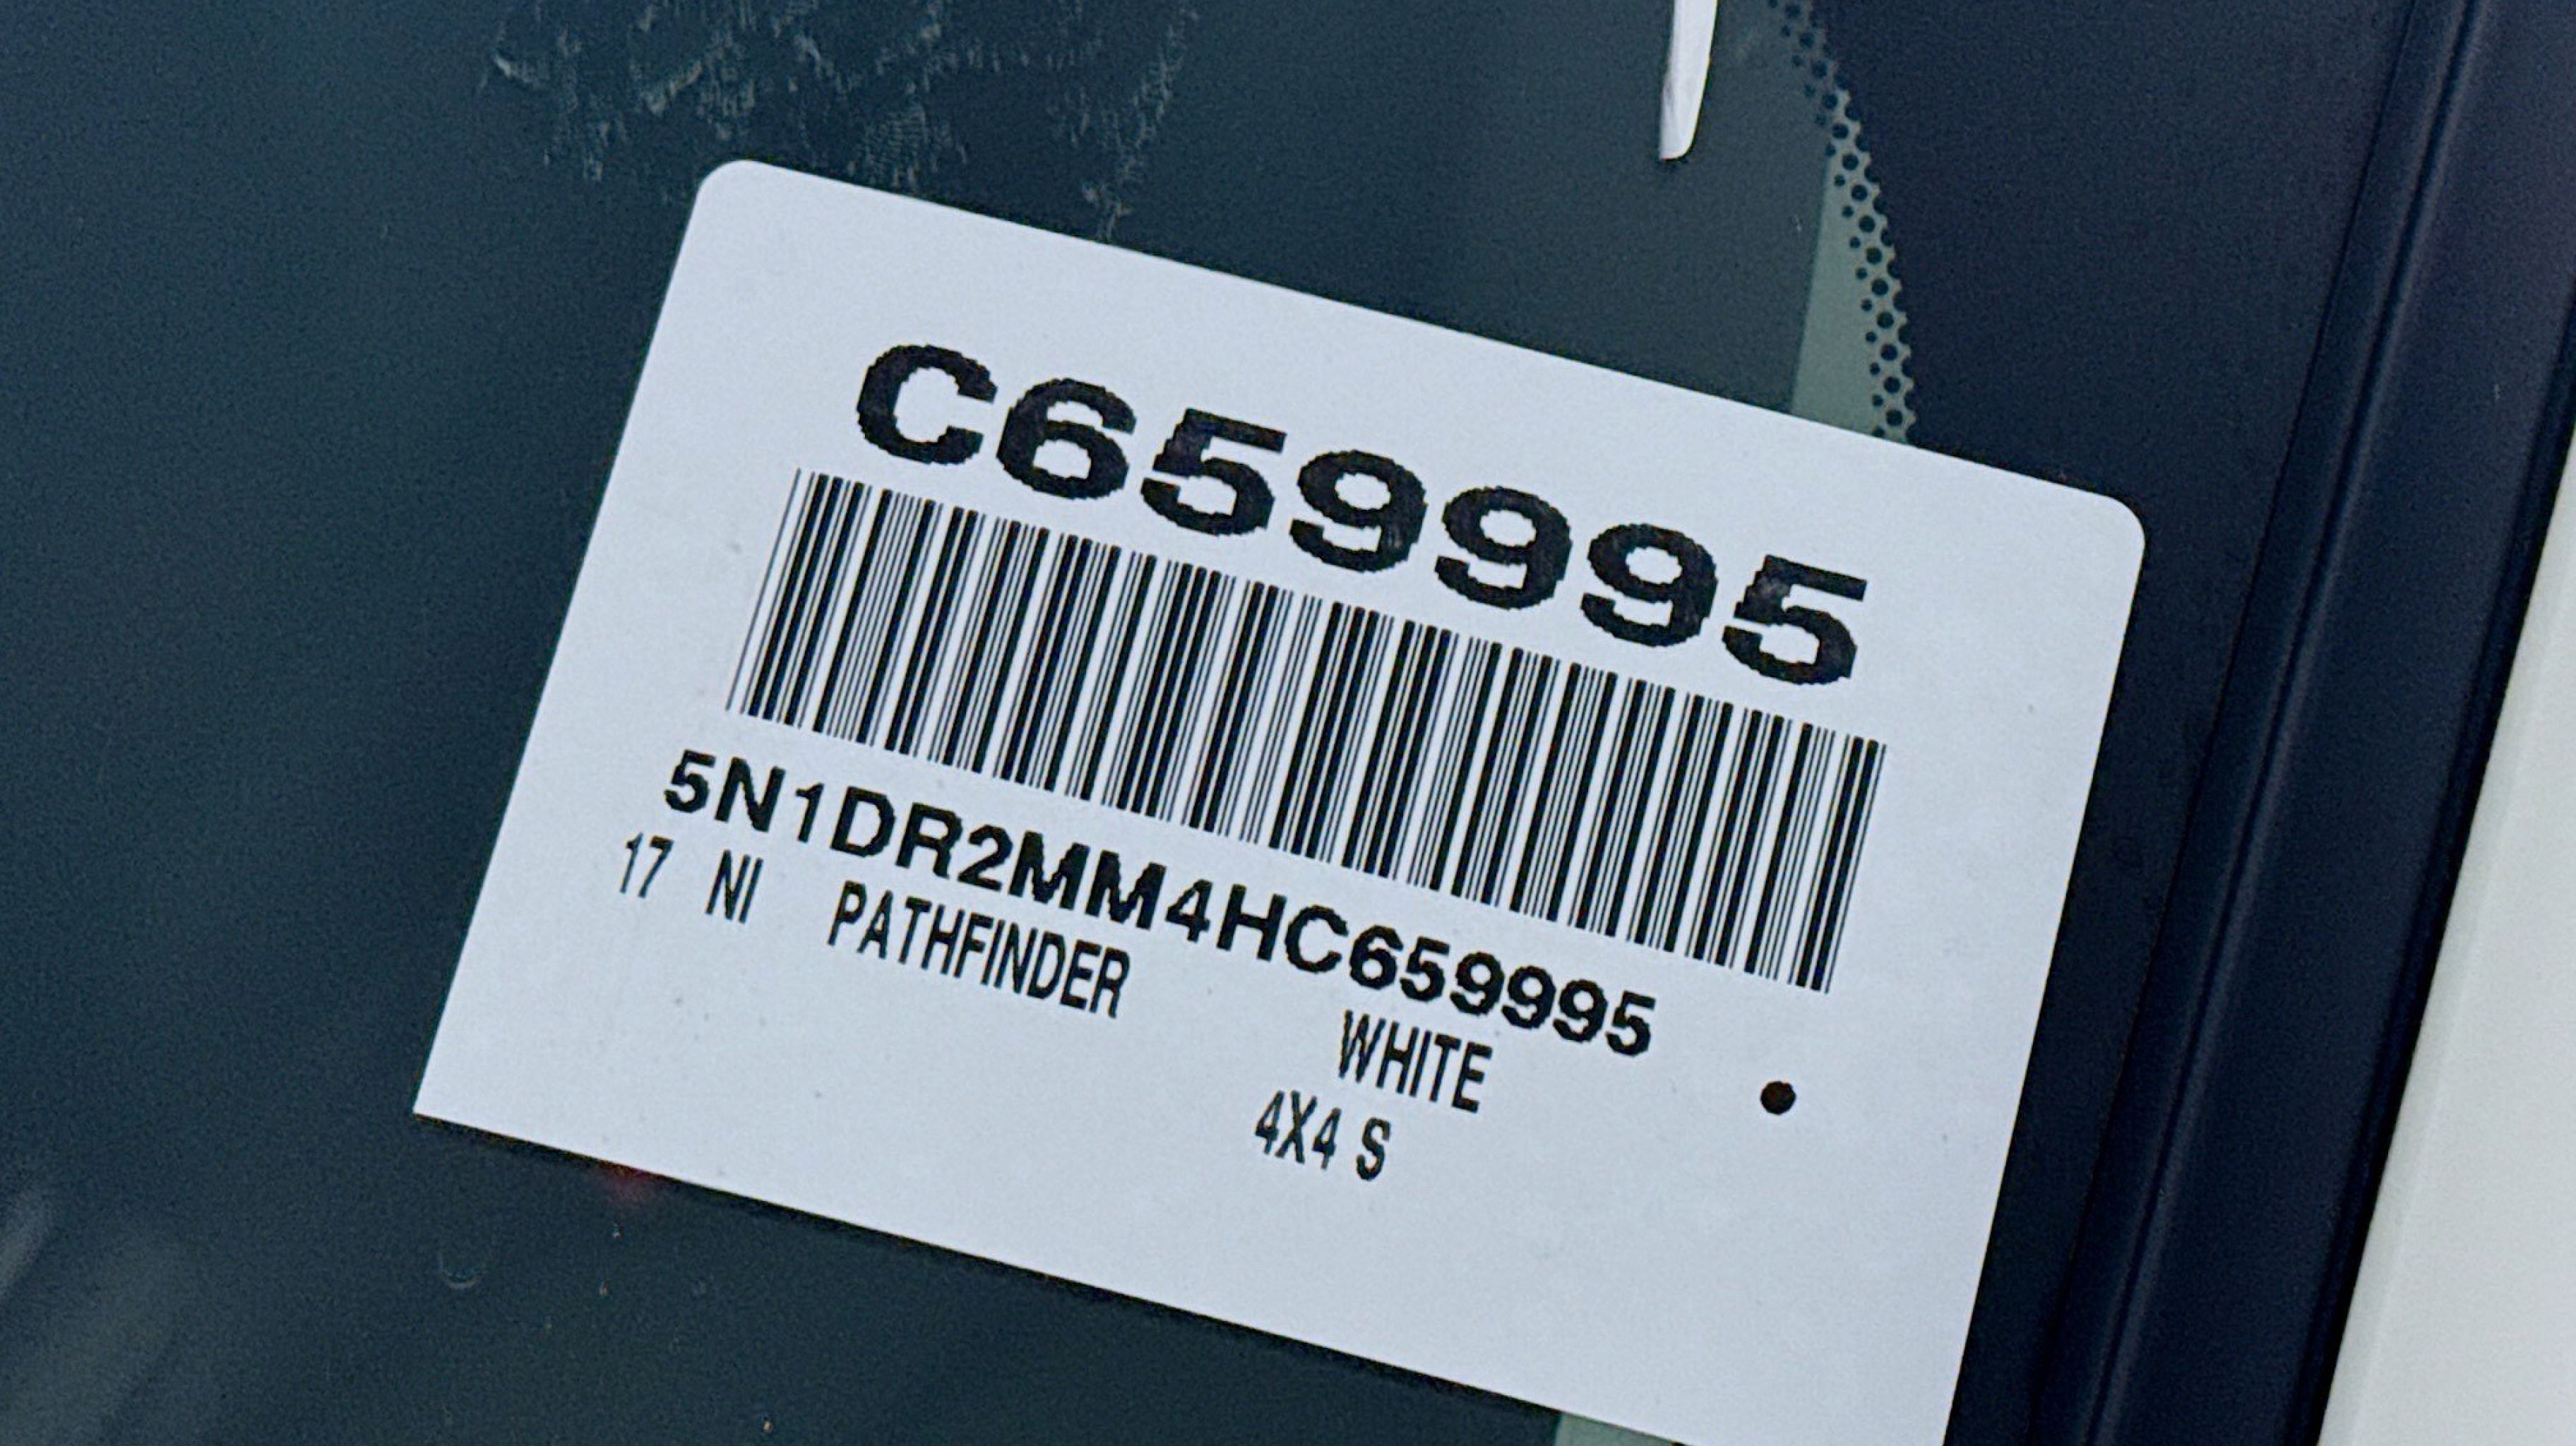 C659995
5N1DR2MM4HC659995
17 NI PATHFINDER WHITE
4X4 S